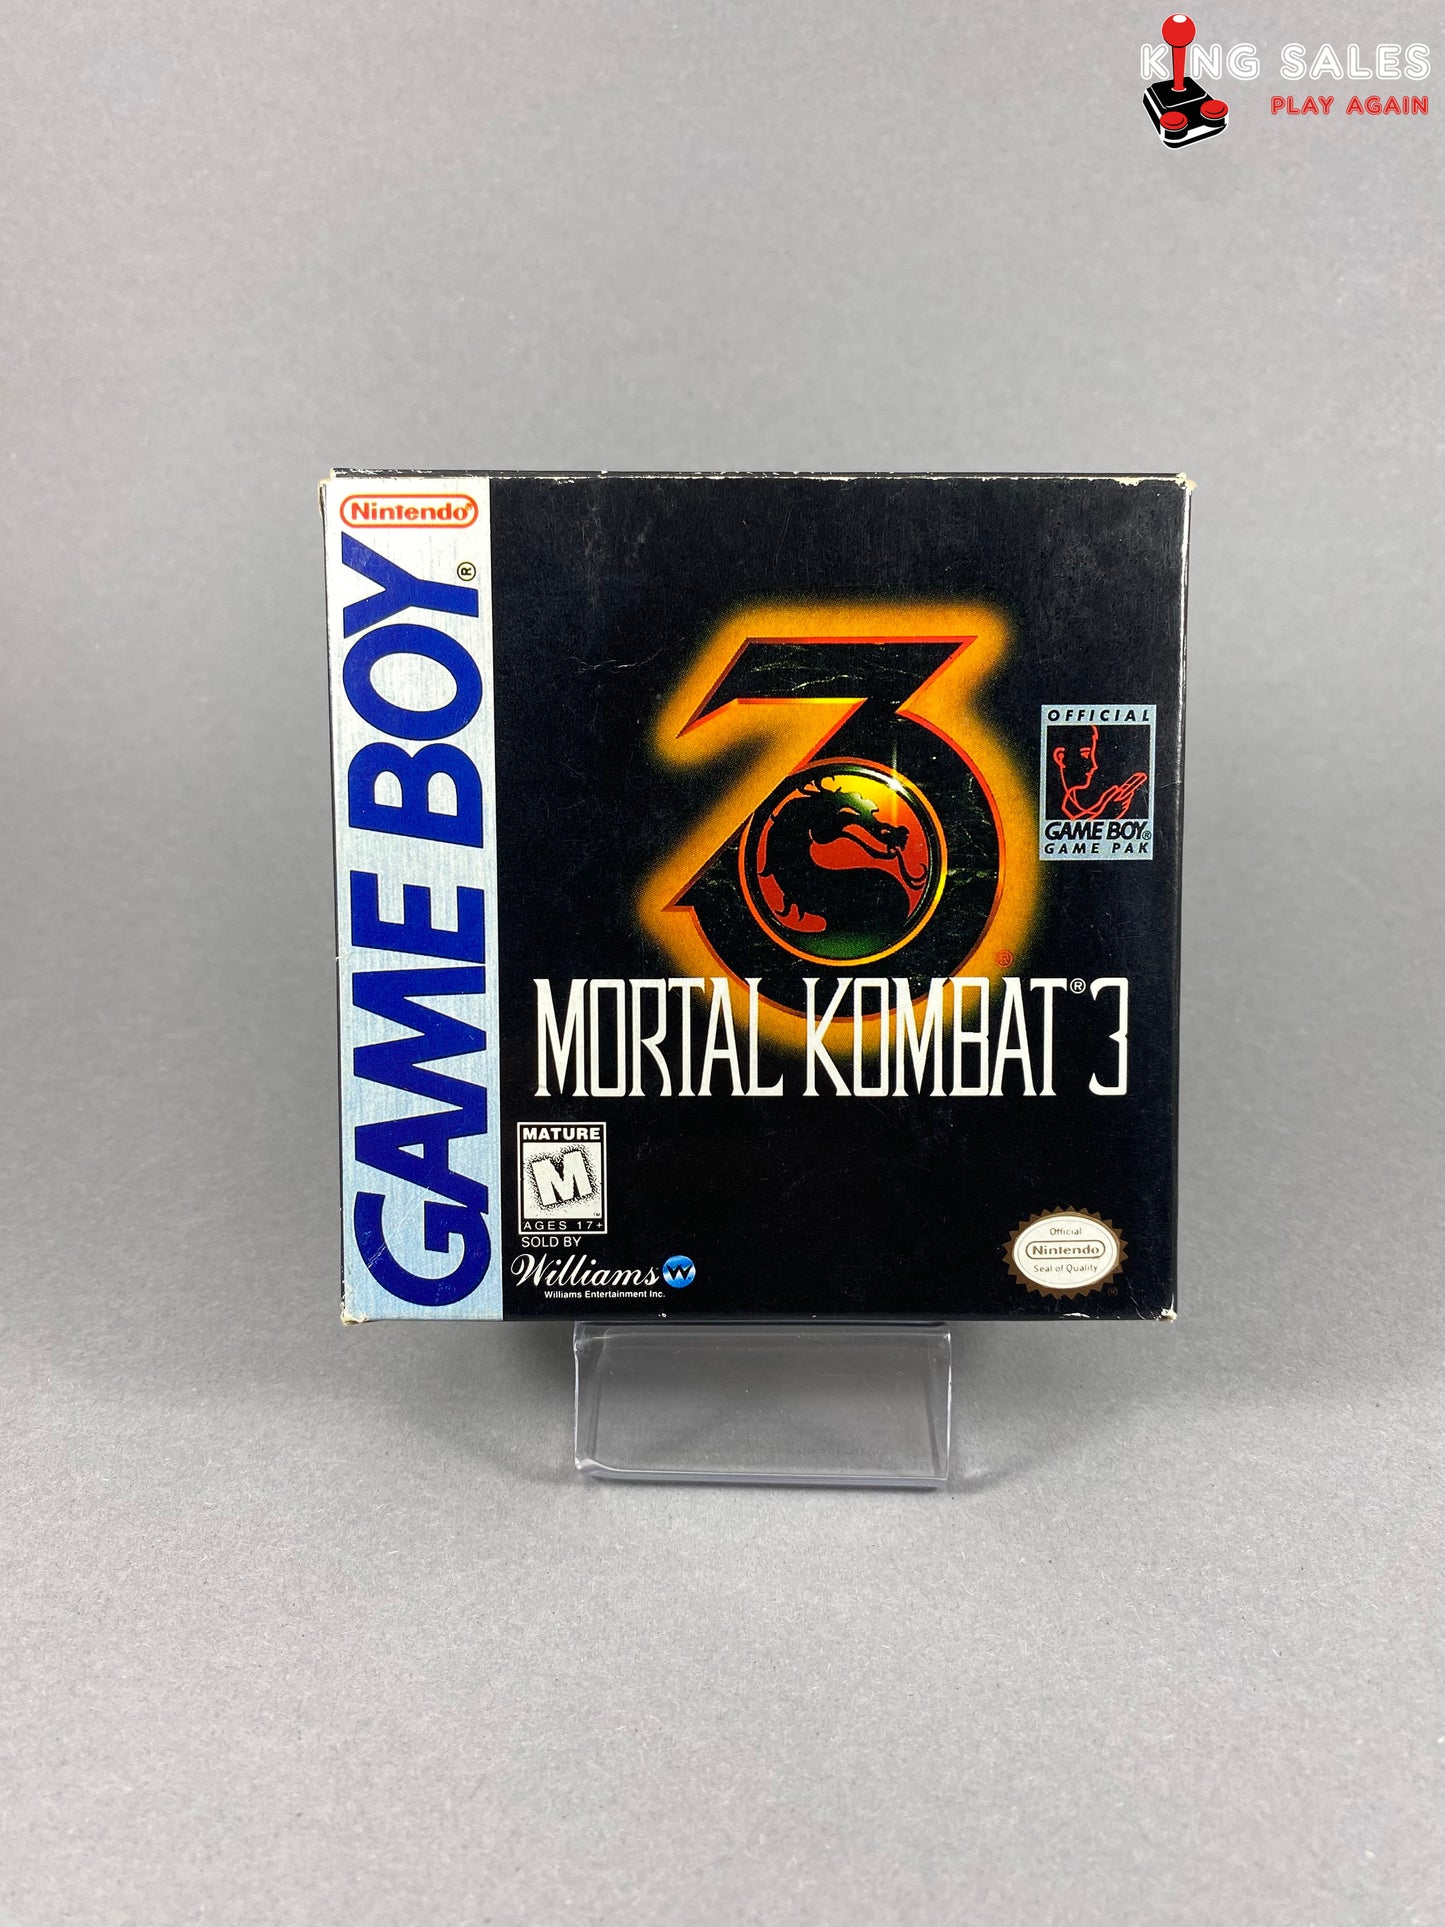 KING SALES
PLAY AGAIN
Nintendo®
GAME BOY®
OFFICIAL
GAME BOY®
GAME PAK
®
MORTAL KOMBAT® 3
MATURE
M
™
AGES 17+
SOLD BY
Williams W
Williams Entertainment Inc.
Official
Nintendo
Seal of Quality